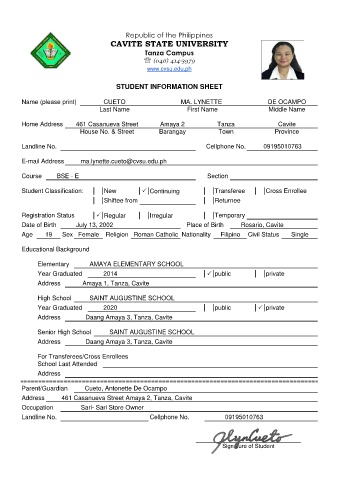 Republic of the Philippines
CAVITE STATE UNIVERSITY
Tanza Campus
☏ (046) 414-3979
www.cvsu.edu.ph
STUDENT INFORMATION SHEET
Name (please print) CUETO MA. LYNETTE DE OCAMPO
Last Name First Name Middle Name
Home Address 461 Casanueva Street Amaya 2 Tanza Cavite
House No. & Street Barangay Town Province
Landline No. Cellphone No. 09195010763
E-mail Address ma.lynette.cueto@cvsu.edu.ph
Course BSE - E Section
Student Classification: New ✓ Continuing Transferee Cross Enrollee
Shiftee from Returnee
Registration Status ✓ Regular Irregular Temporary
Date of Birth July 13, 2002 Place of Birth Rosario, Cavite
Age 19 Sex Female Religion Roman Catholic Nationality Filipino Civil Status Single
Educational Background
Elementary AMAYA ELEMENTARY SCHOOL
Year Graduated 2014 ✓ public private
Address Amaya 1, Tanza, Cavite
High School SAINT AUGUSTINE SCHOOL
Year Graduated 2020 public ✓ private
Address Daang Amaya 3, Tanza, Cavite
Senior High School SAINT AUGUSTINE SCHOOL
Address Daang Amaya 3, Tanza, Cavite
For Transferees/Cross Enrollees
School Last Attended
Address
Parent/Guardian Cueto, Antonette De Ocampo
Address 461 Casanueva Street Amaya 2, Tanza, Cavite
Occupation Sari- Sari Store Owner
Landline No. Cellphone No. 09195010763
Signature of Student